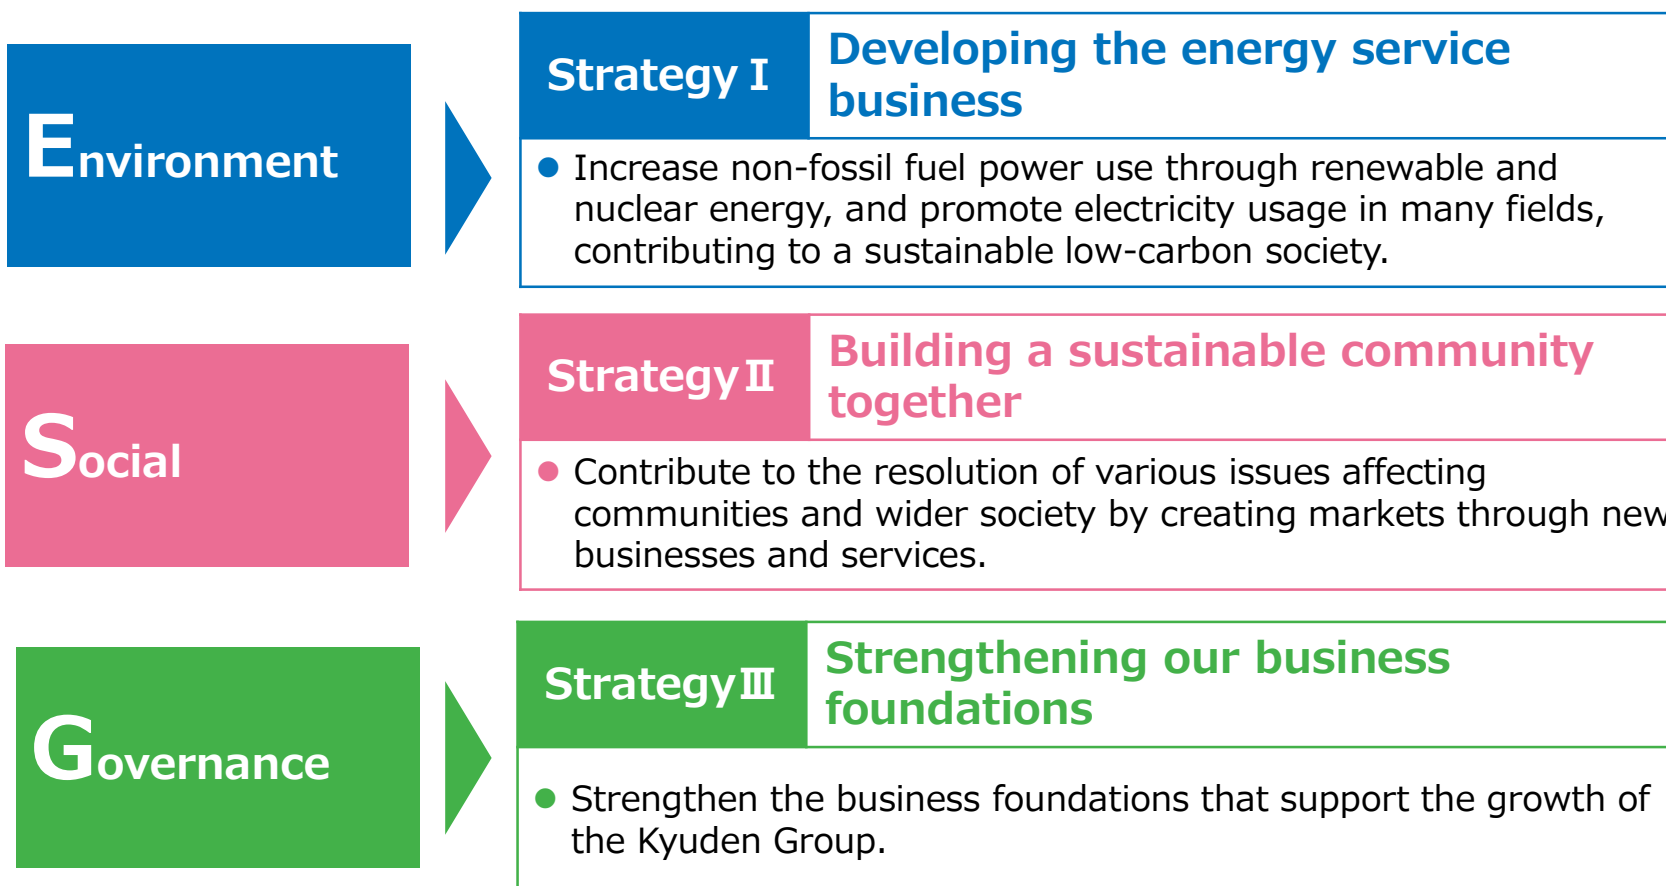 Environment
Strategy Ⅰ
Developing the energy service
business
● Increase non-fossil fuel power use through renewable and
nuclear energy, and promote electricity usage in many fields,
contributing to a sustainable low-carbon society.
Social
Strategy Ⅱ
Building a sustainable community
together
● Contribute to the resolution of various issues affecting
communities and wider society by creating markets through new
businesses and services.
Governance
Strategy Ⅲ
Strengthening our business
foundations
● Strengthen the business foundations that support the growth of
the Kyuden Group.